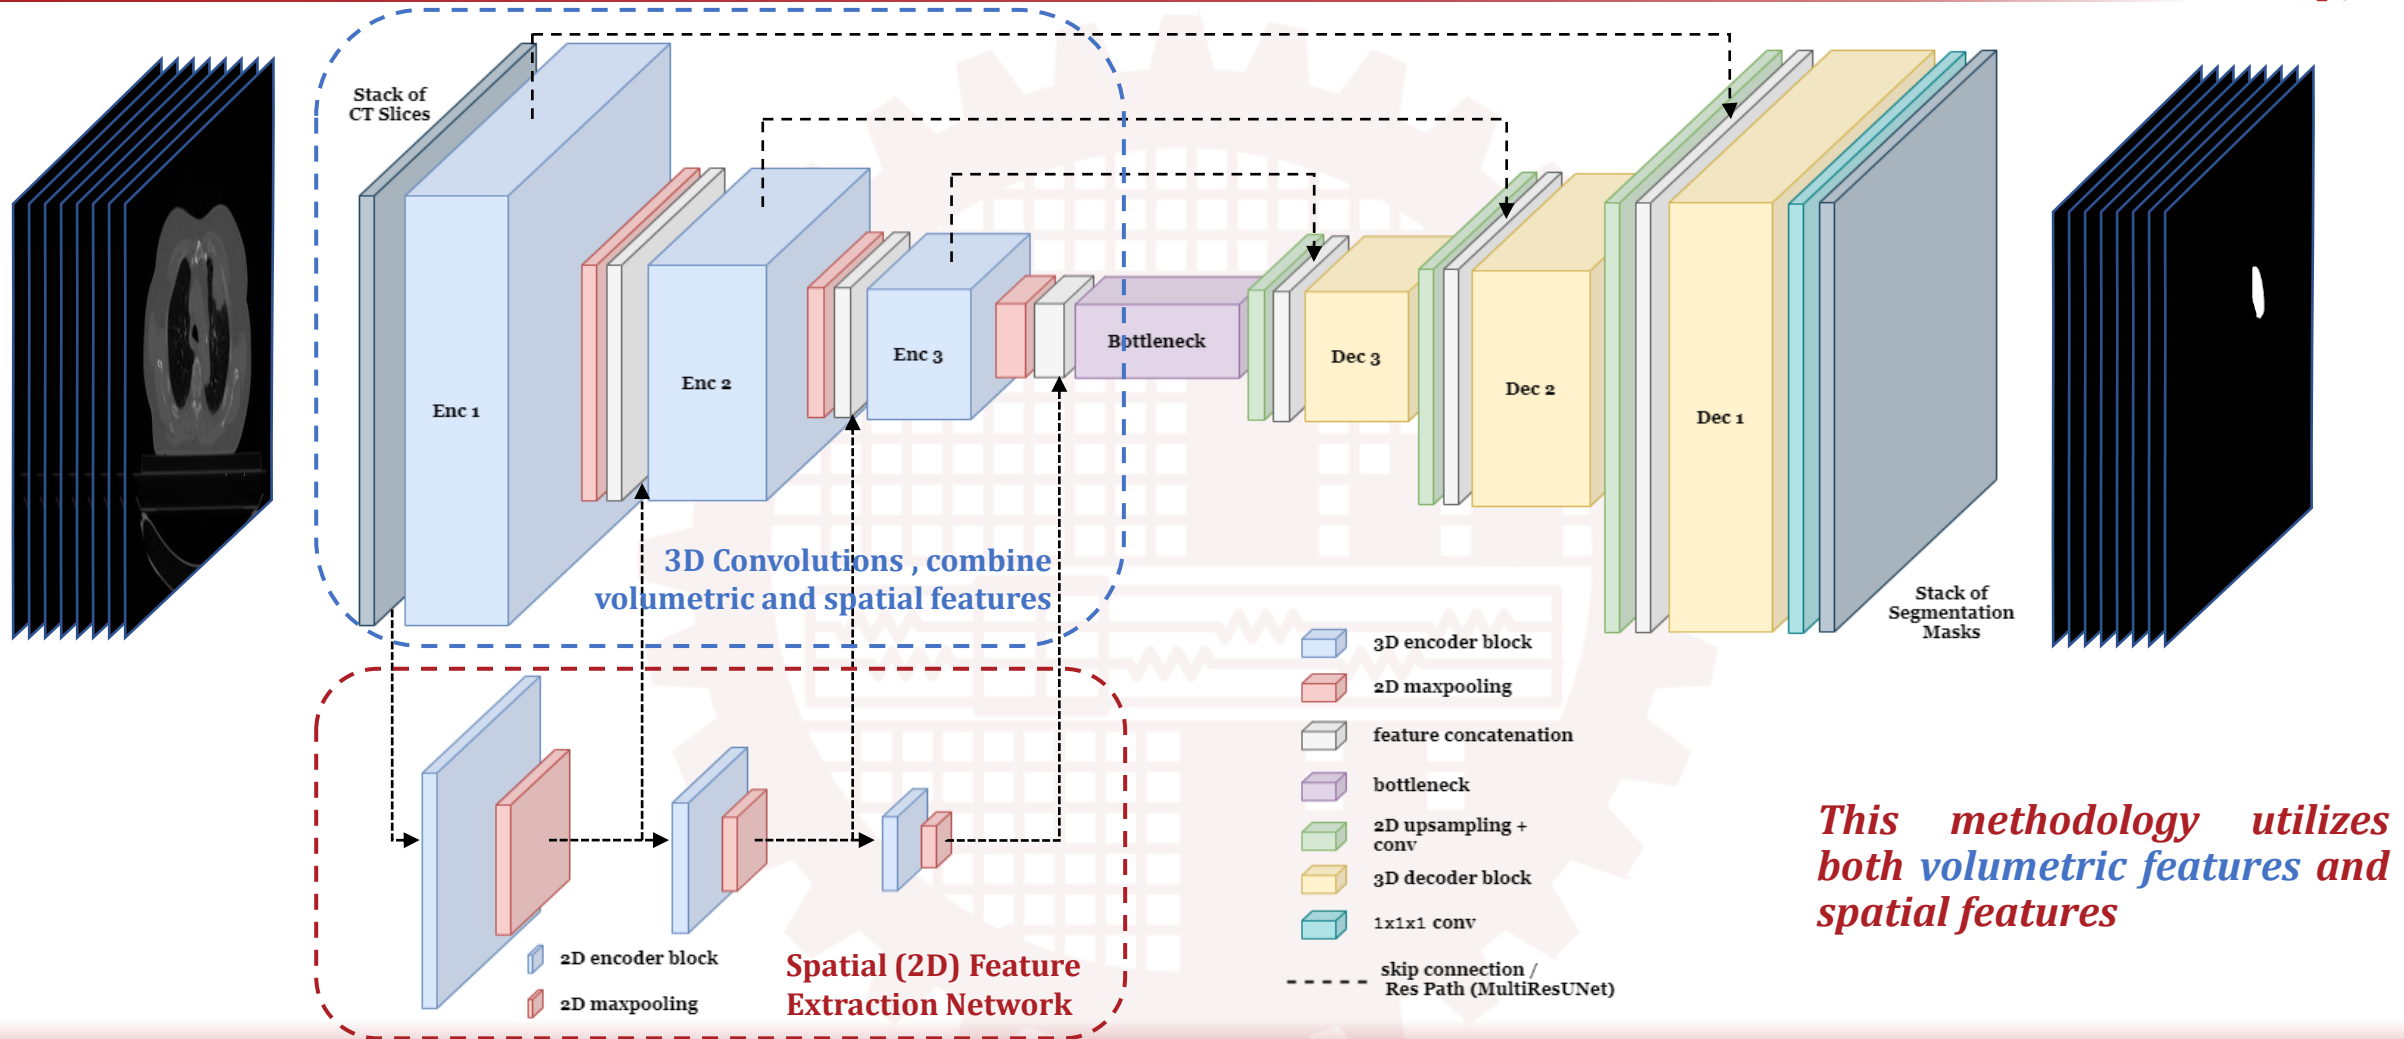 Stack of
CT Slices
Enc 1
Enc 2
Enc 3
Bottleneck
Dec 3
Dec 2
Dec 1
3D Convolutions , combine
volumetric and spatial features
Stack of
Segmentation
Masks
3D encoder block
2D maxpooling
feature concatenation
bottleneck
2D upsampling +
conv
3D decoder block
1x1x1 conv
skip connection /
Res Path (MultiResUNet)
2D encoder block
2D maxpooling
Spatial (2D) Feature
Extraction Network
This methodology utilizes
both volumetric features and
spatial features